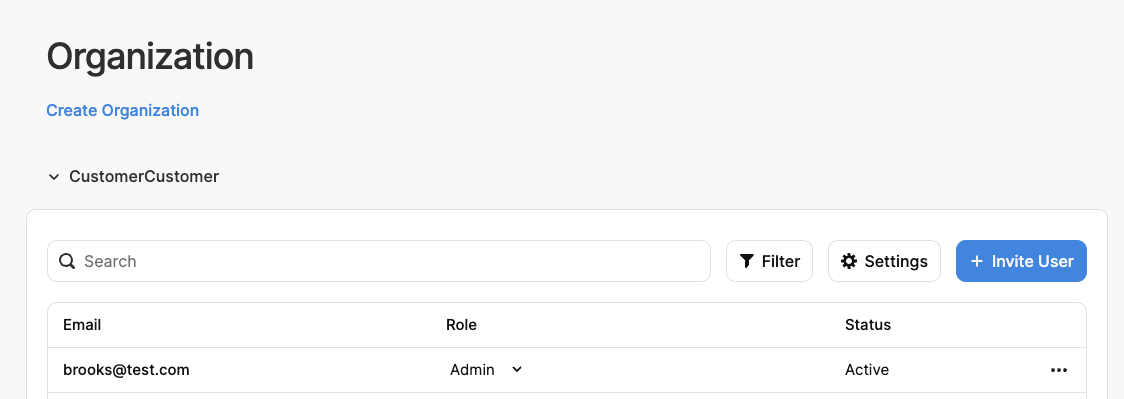 Organization
Create Organization
CustomerCustomer
Search
Filter
Settings
+ Invite User
Email Role Status
brooks@test.com Admin Active